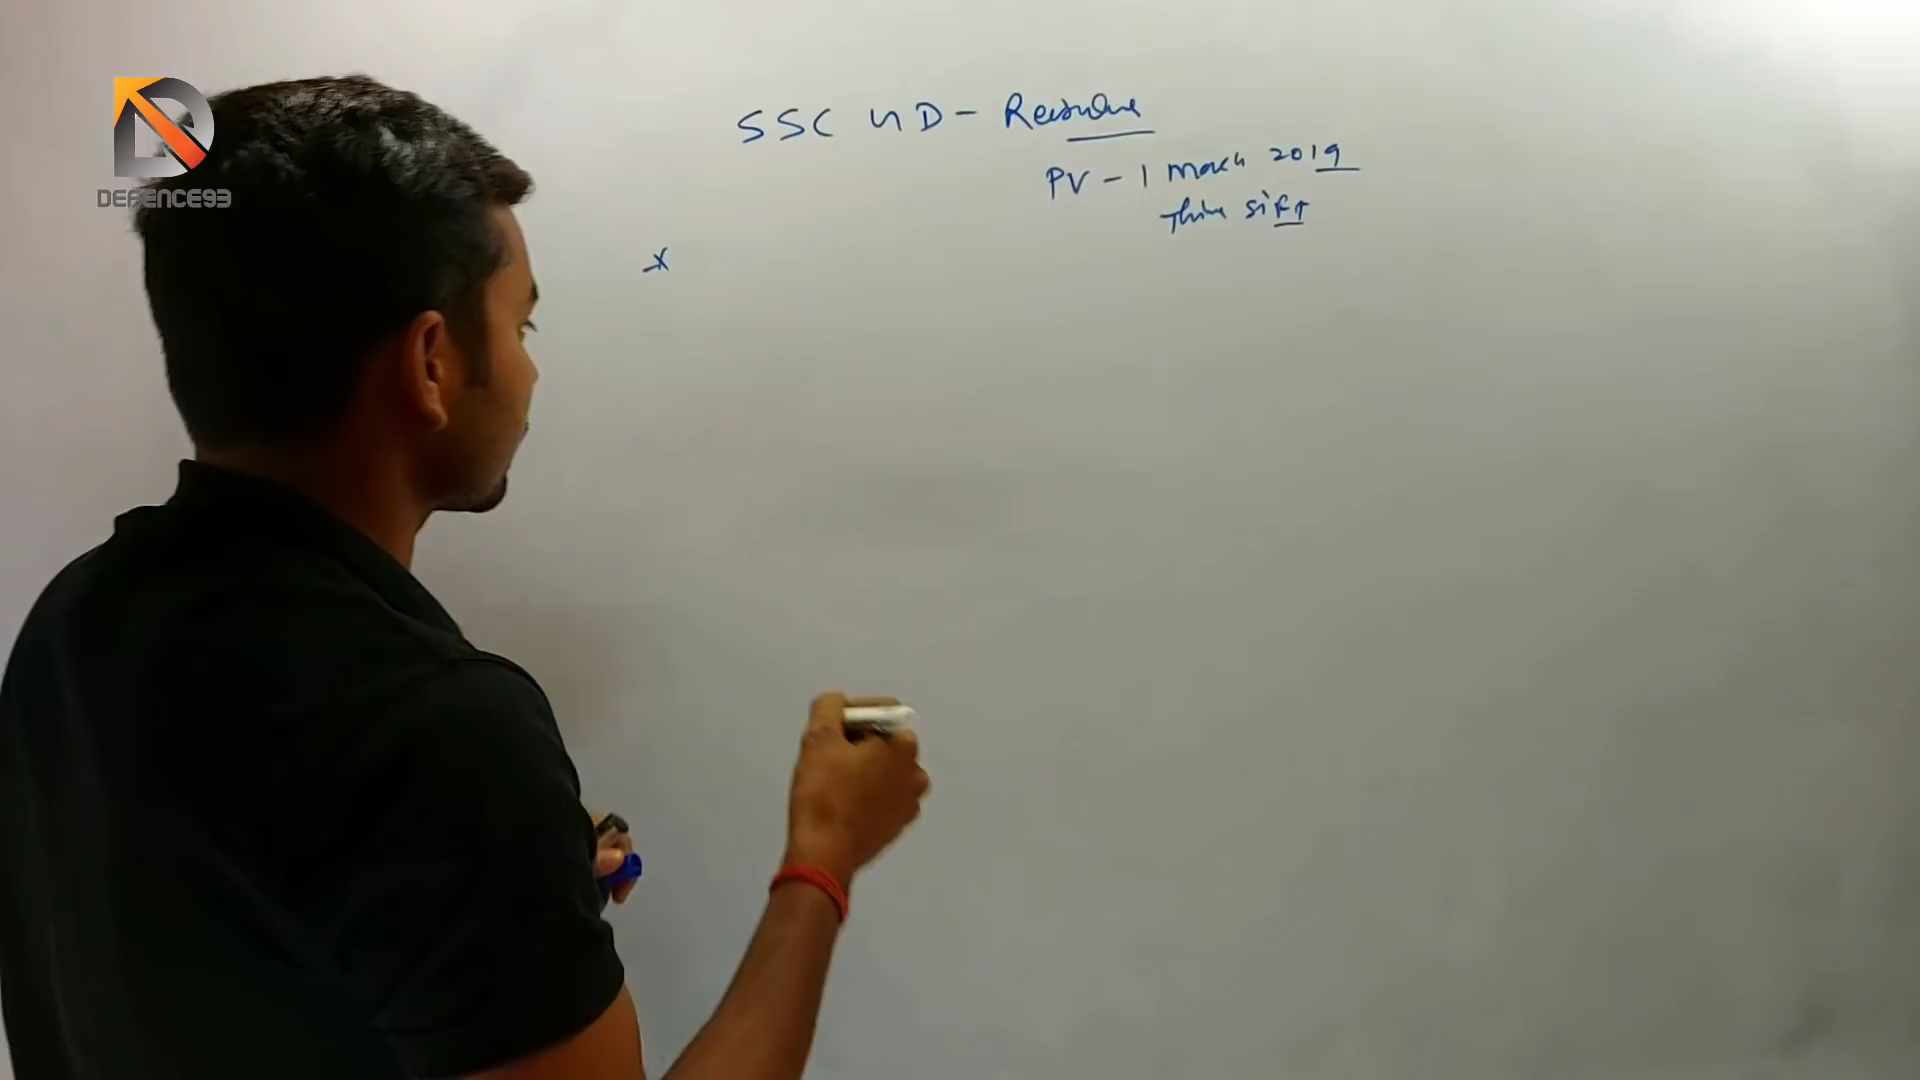 DEFENCE93
SSC GD - Reasoning
PV - 1 March 2019
Third sift
*